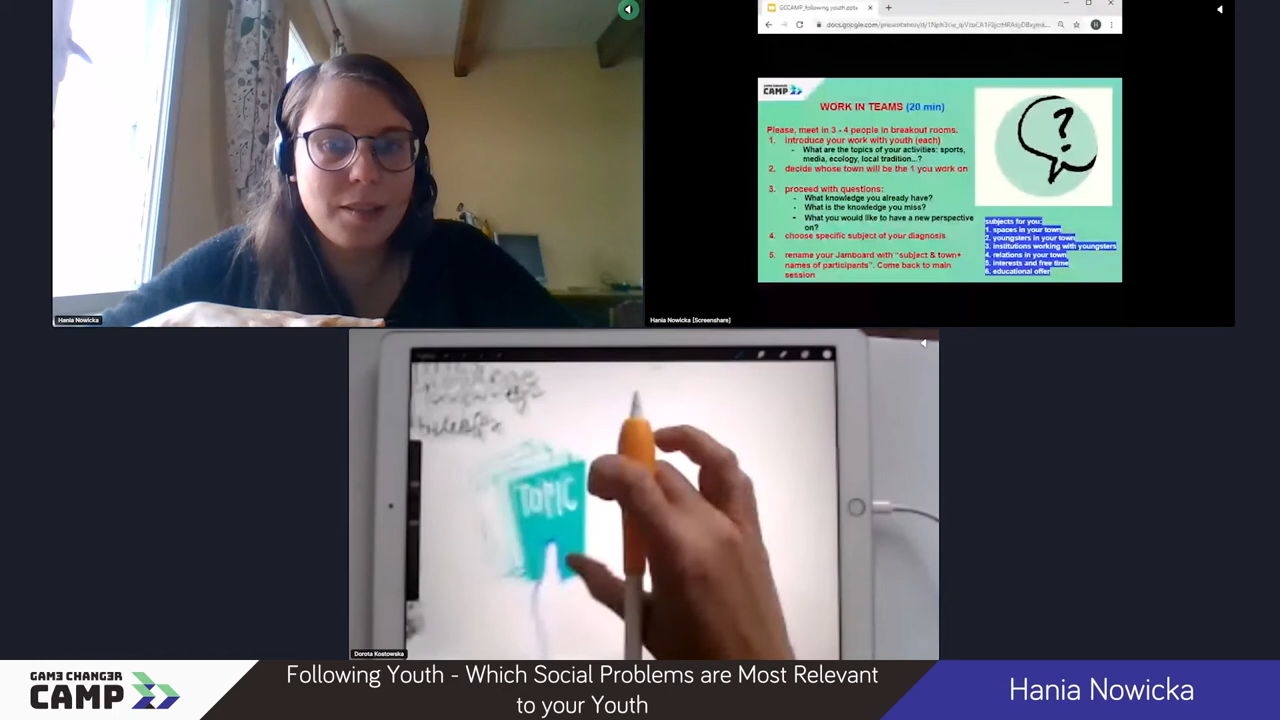 GCCAMP_following youth.pptx
Hania Nowicka
Hania Nowicka [Screenshare]
GAME CHANGER
CAMP
WORK IN TEAMS (20 min)
Please, meet in 3 - 4 people in breakout rooms.
1. introduce your work with youth (each)
- What are the topics of your activities: sports,
media, ecology, local tradition...?
2. decide whose town will be the 1 you work on
3. proceed with questions:
- What knowledge you already have?
- What is the knowledge you miss?
- What you would like to have a new perspective
on?
4. choose specific subject of your diagnosis
5. rename your Jamboard with "subject & town+
names of participants". Come back to main
session
subjects for you:
1. spaces in your town
2. youngsters in your town
3. institutions working with youngsters
4. relations in your town
5. interests and free time
6. educational offer
TOPIC
Dorota Kostowska
GAME CHANGER
CAMP
Following Youth - Which Social Problems are Most Relevant
to your Youth
Hania Nowicka